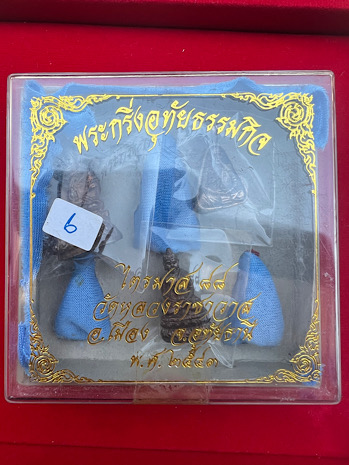 พระกริ่งอุทัยธรรมกิจ
6
ไตรมาส ๘๘
วัดหลวงราชาวาส
อ.เมือง จ.อุทัยธานี
พ.ศ. ๒๕๔๓